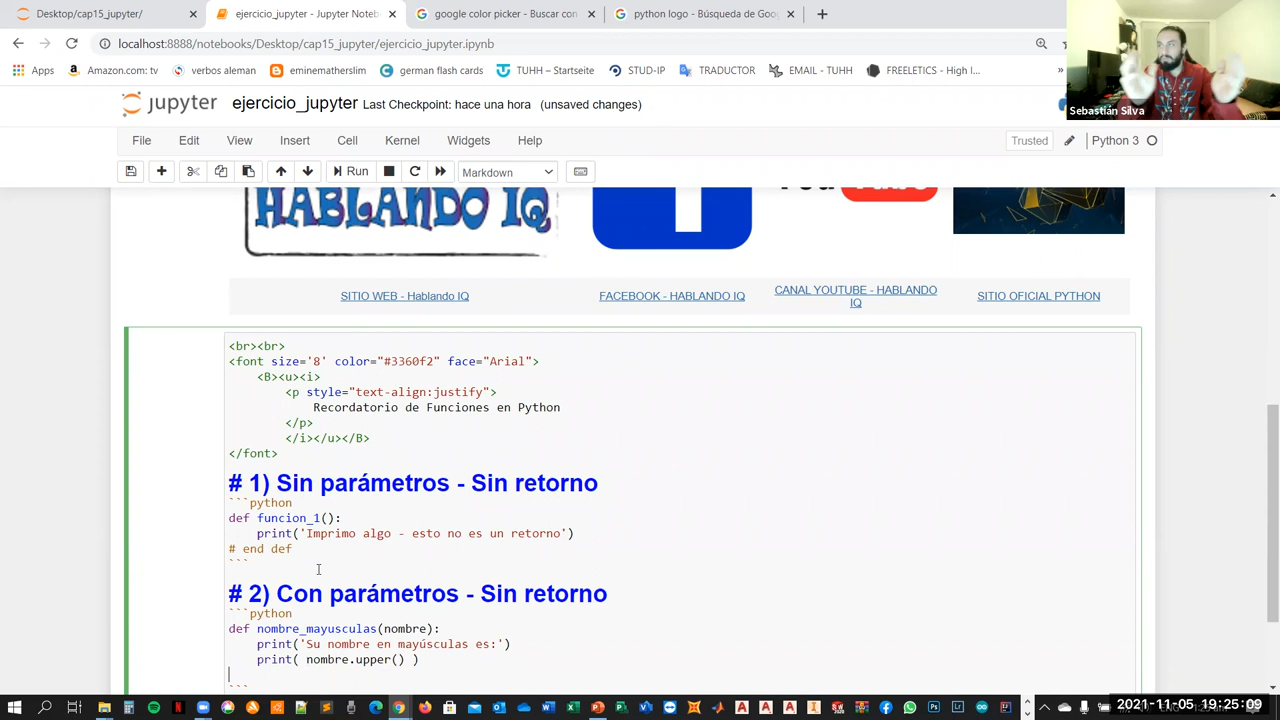 Desktop/cap15_jupyter/
ejercicio_jupyter - Jupyter Noteb
google color picker - Buscar con
python logo - Búsqueda de Goo
localhost:8888/notebooks/Desktop/cap15_jupyter/ejercicio_jupyter.ipynb
Apps
Amazon.com: tv
verbos aleman
eminematherslim
german flash cards
TUHH – Startseite
STUD-IP
TRADUCTOR
EMAIL - TUHH
FREELETICS - High I...
»
Sebastián Silva
jupyter
ejercicio_jupyter Last Checkpoint: hace una hora (unsaved changes)
File Edit View Insert Cell Kernel Widgets Help
Trusted
Python 3
Run
Markdown
HABLANDO IQ
SITIO WEB - Hablando IQ
FACEBOOK - HABLANDO IQ
CANAL YOUTUBE - HABLANDO
IQ
SITIO OFICIAL PYTHON
<br><br>
<font size='8' color="#3360f2" face="Arial">
<B><u><i>
<p style="text-align:justify">
Recordatorio de Funciones en Python
</p>
</i></u></B>
</font>
# 1) Sin parámetros - Sin retorno
```python
def funcion_1():
print('Imprimo algo - esto no es un retorno')
# end def
```
# 2) Con parámetros - Sin retorno
```python
def nombre_mayusculas(nombre):
print('Su nombre en mayúsculas es:')
print( nombre.upper() )
```
2021-11-05 19:25:09